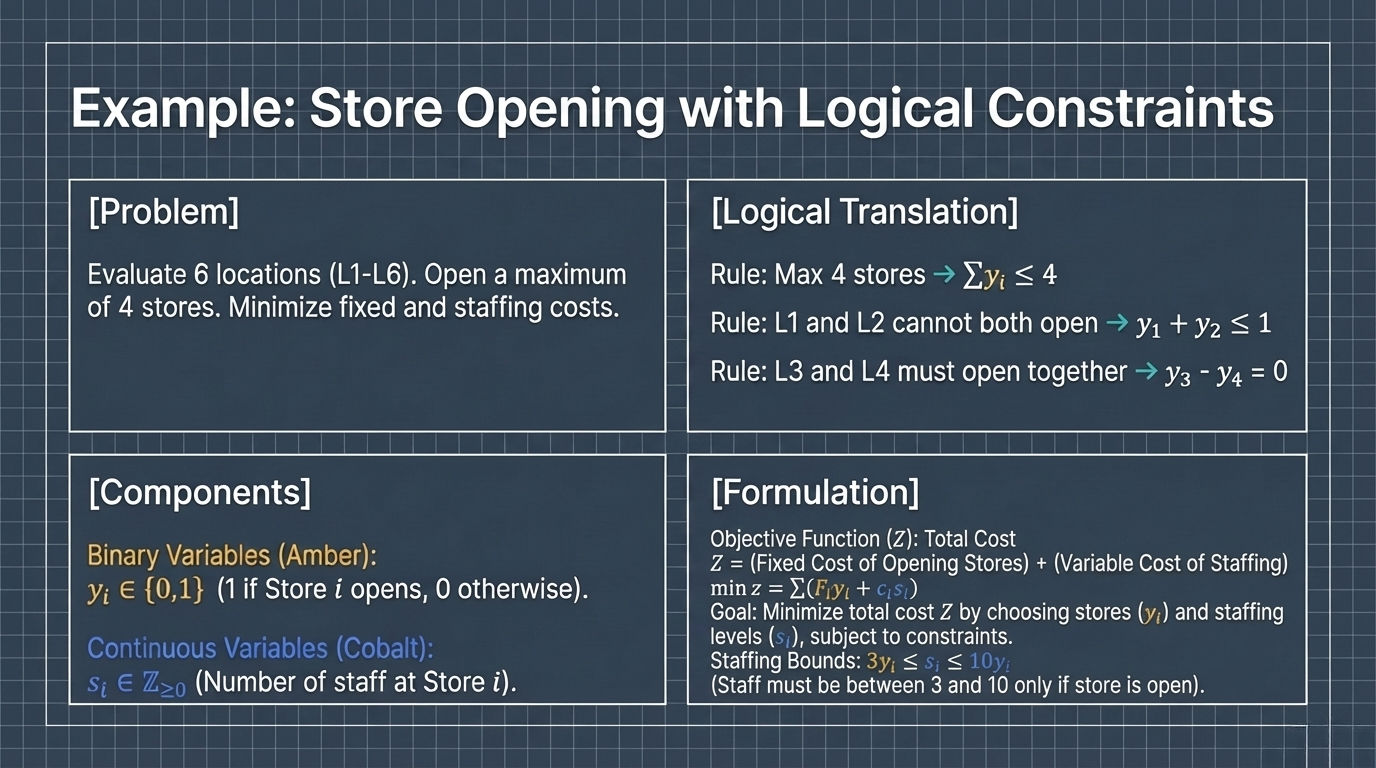 Example: Store Opening with Logical Constraints
[Problem]
Evaluate 6 locations (L1-L6). Open a maximum
of 4 stores. Minimize fixed and staffing costs.
[Logical Translation]
Rule: Max 4 stores → ∑yᵢ ≤ 4
Rule: L1 and L2 cannot both open → y₁ + y₂ ≤ 1
Rule: L3 and L4 must open together → y₃ - y₄ = 0
[Components]
Binary Variables (Amber):
yᵢ ∈ {0,1} (1 if Store i opens, 0 otherwise).
Continuous Variables (Cobalt):
sᵢ ∈ ℤ≥0 (Number of staff at Store i).
[Formulation]
Objective Function (Z): Total Cost
Z = (Fixed Cost of Opening Stores) + (Variable Cost of Staffing)
min z = ∑(Fᵢyᵢ + cᵢsᵢ)
Goal: Minimize total cost Z by choosing stores (yᵢ) and staffing
levels (sᵢ), subject to constraints.
Staffing Bounds: 3yᵢ ≤ sᵢ ≤ 10yᵢ
(Staff must be between 3 and 10 only if store is open).